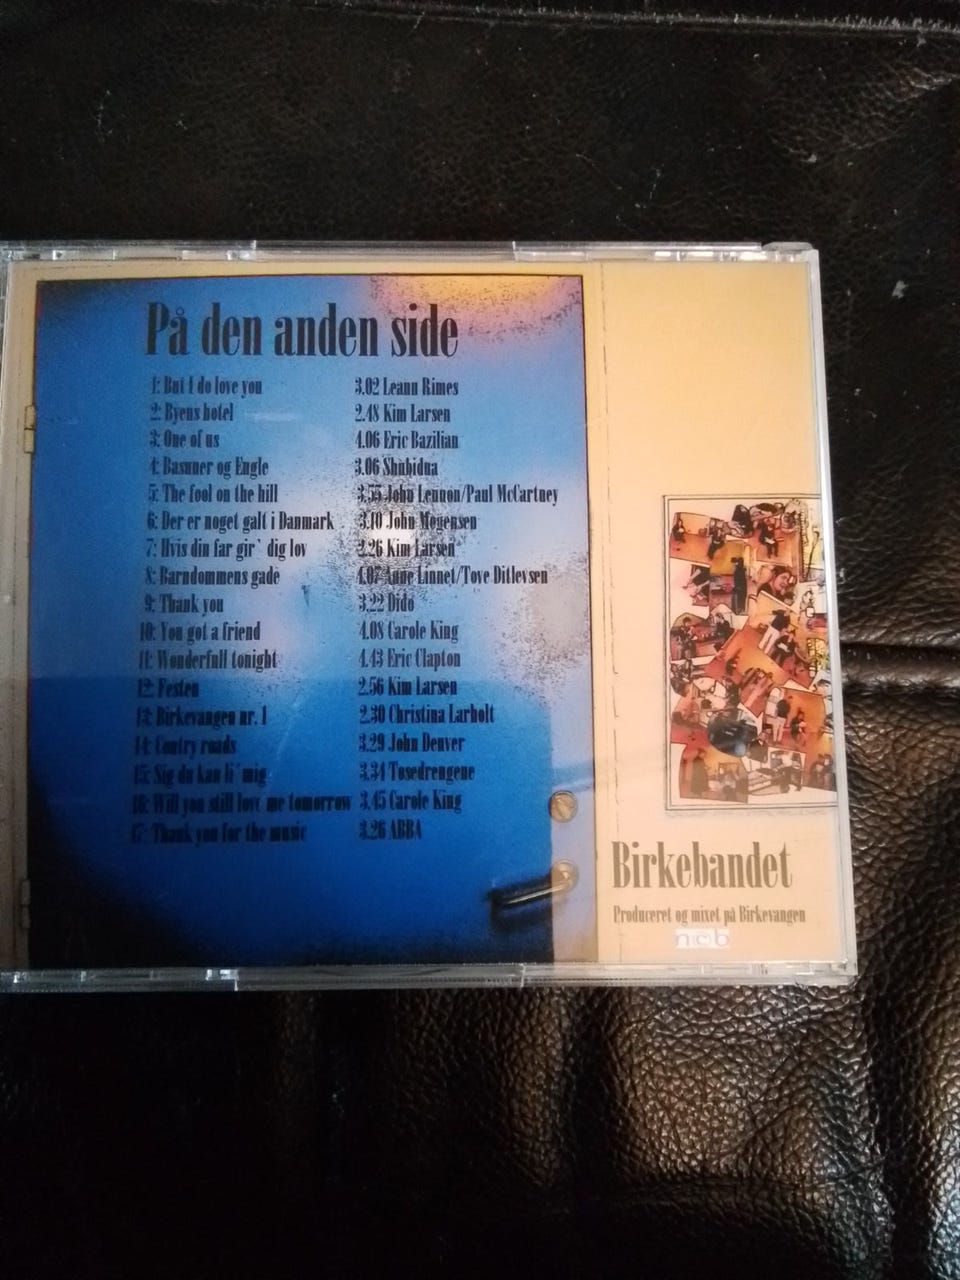 På den anden side
1: But I do love you 3.02 Leann Rimes
2: Byens hotel 2.48 Kim Larsen
3: One of us 4.06 Eric Bazilian
4: Basuner og Engle 3.06 Shubidua
5: The fool on the hill 3.55 John Lennon/Paul McCartney
6: Der er noget galt i Danmark 3.10 John Mogensen
7: Hvis din far gir` dig lov 2.26 Kim Larsen
8: Barndommens gade 4.07 Anne Linnet/Tove Ditlevsen
9: Thank you 3.22 Dido
10: You got a friend 4.08 Carole King
11: Wonderfull tonight 4.43 Eric Clapton
12: Festen 2.56 Kim Larsen
13: Birkevangen nr. 1 2.30 Christina Larholt
14: Contry roads 3.29 John Denver
15: Sig du kan li´ mig 3.34 Tøsedrengene
16: Will you still love me tomorrow 3.45 Carole King
17: Thank you for the music 3.26 ABBA
Birkebandet
Produceret og mixet på Birkevangen
n©b